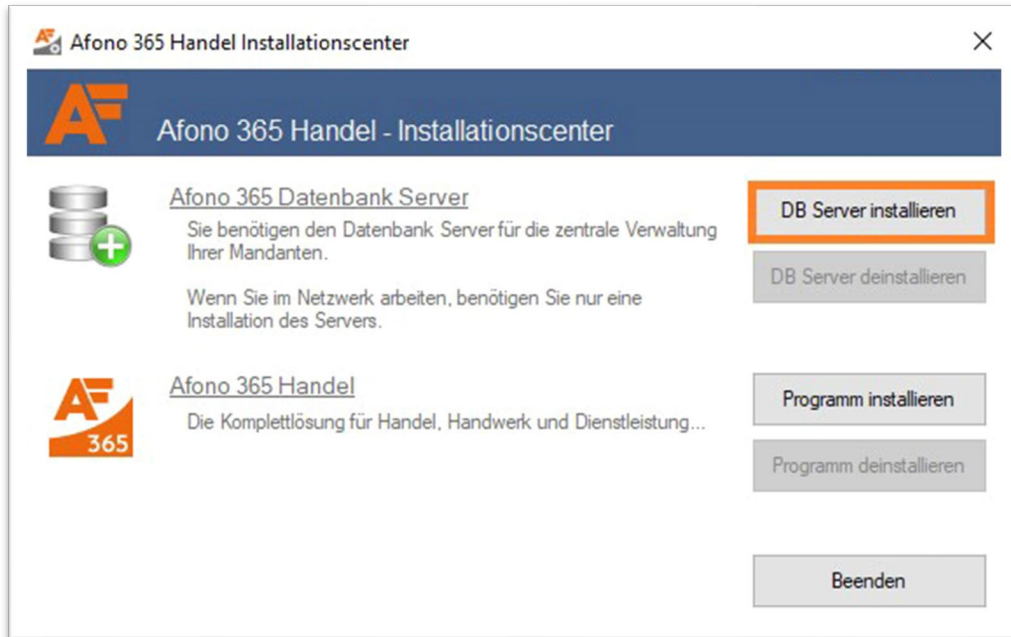 Afono 365 Handel Installationscenter
AF
Afono 365 Handel - Installationscenter
Afono 365 Datenbank Server
Sie benötigen den Datenbank Server für die zentrale Verwaltung
Ihrer Mandanten.
Wenn Sie im Netzwerk arbeiten, benötigen Sie nur eine
Installation des Servers.
DB Server installieren
DB Server deinstallieren
AF
365
Afono 365 Handel
Die Komplettlösung für Handel, Handwerk und Dienstleistung...
Programm installieren
Programm deinstallieren
Beenden